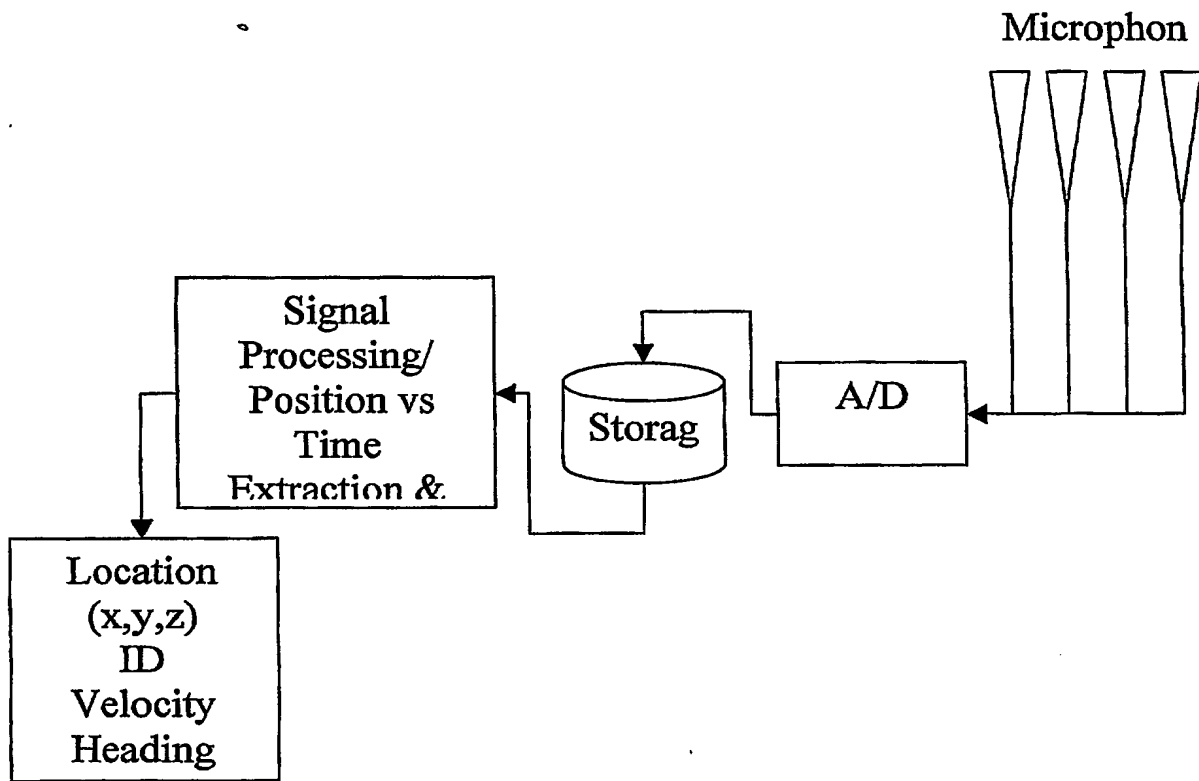 Microphon
Signal
Processing/
Position vs
Time
Extraction &
Storag
A/D
Location
(x,y,z)
ID
Velocity
Heading